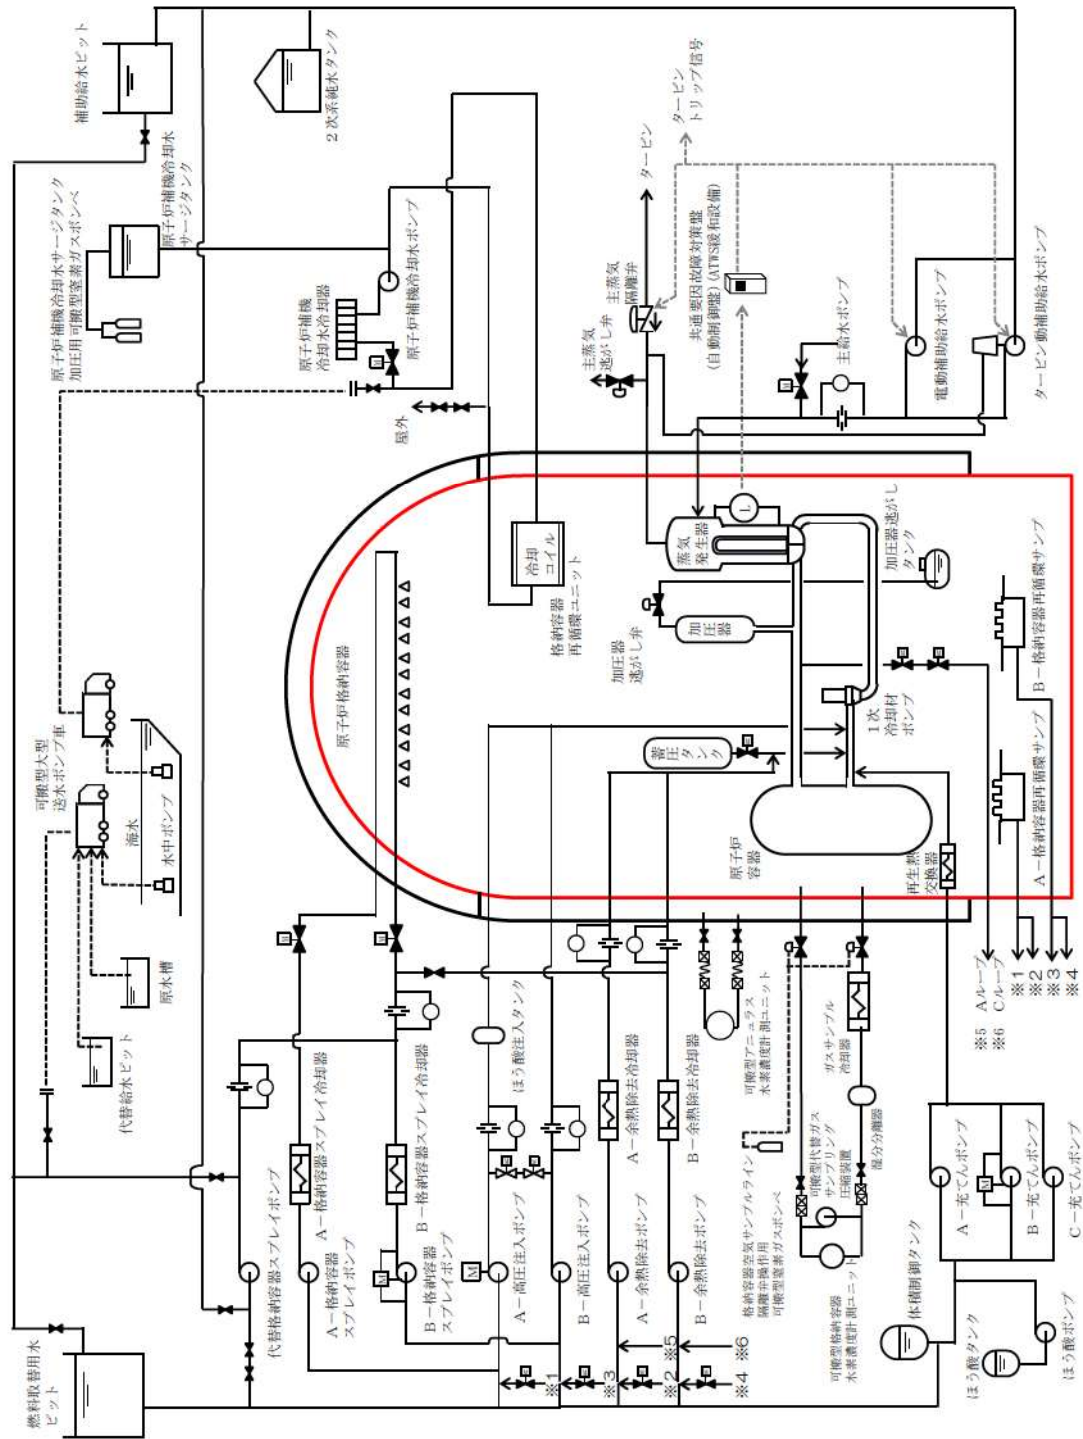 補助給水ピット
2次系純水タンク
原子炉補機冷却水サージタンク
加圧用可搬型窒素ガスボンベ
原子炉補機冷却水
サージタンク
原子炉補機
冷却水冷却器
原子炉補機冷却水ポンプ
屋外
タービン
タービン
トリップ信号
主蒸気
隔離弁
主蒸気
逃がし弁
共通要因故障対策盤
(自動制御盤)(ATWS緩和設備)
主給水ポンプ
電動補助給水ポンプ
タービン動補助給水ポンプ
可搬型大型
送水ポンプ車
海水
水中ポンプ
原水槽
代替給水ピット
原子炉格納容器
冷却
コイル
格納容器
再循環ユニット
蒸気
発生器
L
加圧器
加圧器
逃がし弁
加圧器逃がし
タンク
蓄圧タンク
1次
冷却材
ポンプ
原子炉
容器
再生熱
交換器
B-格納容器再循環サンプ
A-格納容器再循環サンプ
※5 Aループ
※6 Cループ
※1
※2
※3
※4
燃料取替用水
ピット
代替格納容器スプレイポンプ
A-格納容器スプレイ冷却器
A-格納容器
スプレイポンプ
B-格納容器スプレイ冷却器
B-格納容器
スプレイポンプ
ほう酸注入タンク
A-高圧注入ポンプ
B-高圧注入ポンプ
A-余熱除去冷却器
A-余熱除去ポンプ
B-余熱除去冷却器
B-余熱除去ポンプ
※1
※3
※2
※5
※4
※6
可搬型アニュラス
水素濃度計測ユニット
格納容器空気サンプルライン
隔離弁操作用
可搬型窒素ガスボンベ
ガスサンプル
冷却器
湿分分離器
可搬型代替ガス
サンプリング
圧縮装置
可搬型格納容器
水素濃度計測ユニット
A-充てんポンプ
B-充てんポンプ
C-充てんポンプ
体積制御タンク
ほう酸タンク
ほう酸ポンプ
M
M
M
M
M
M
M